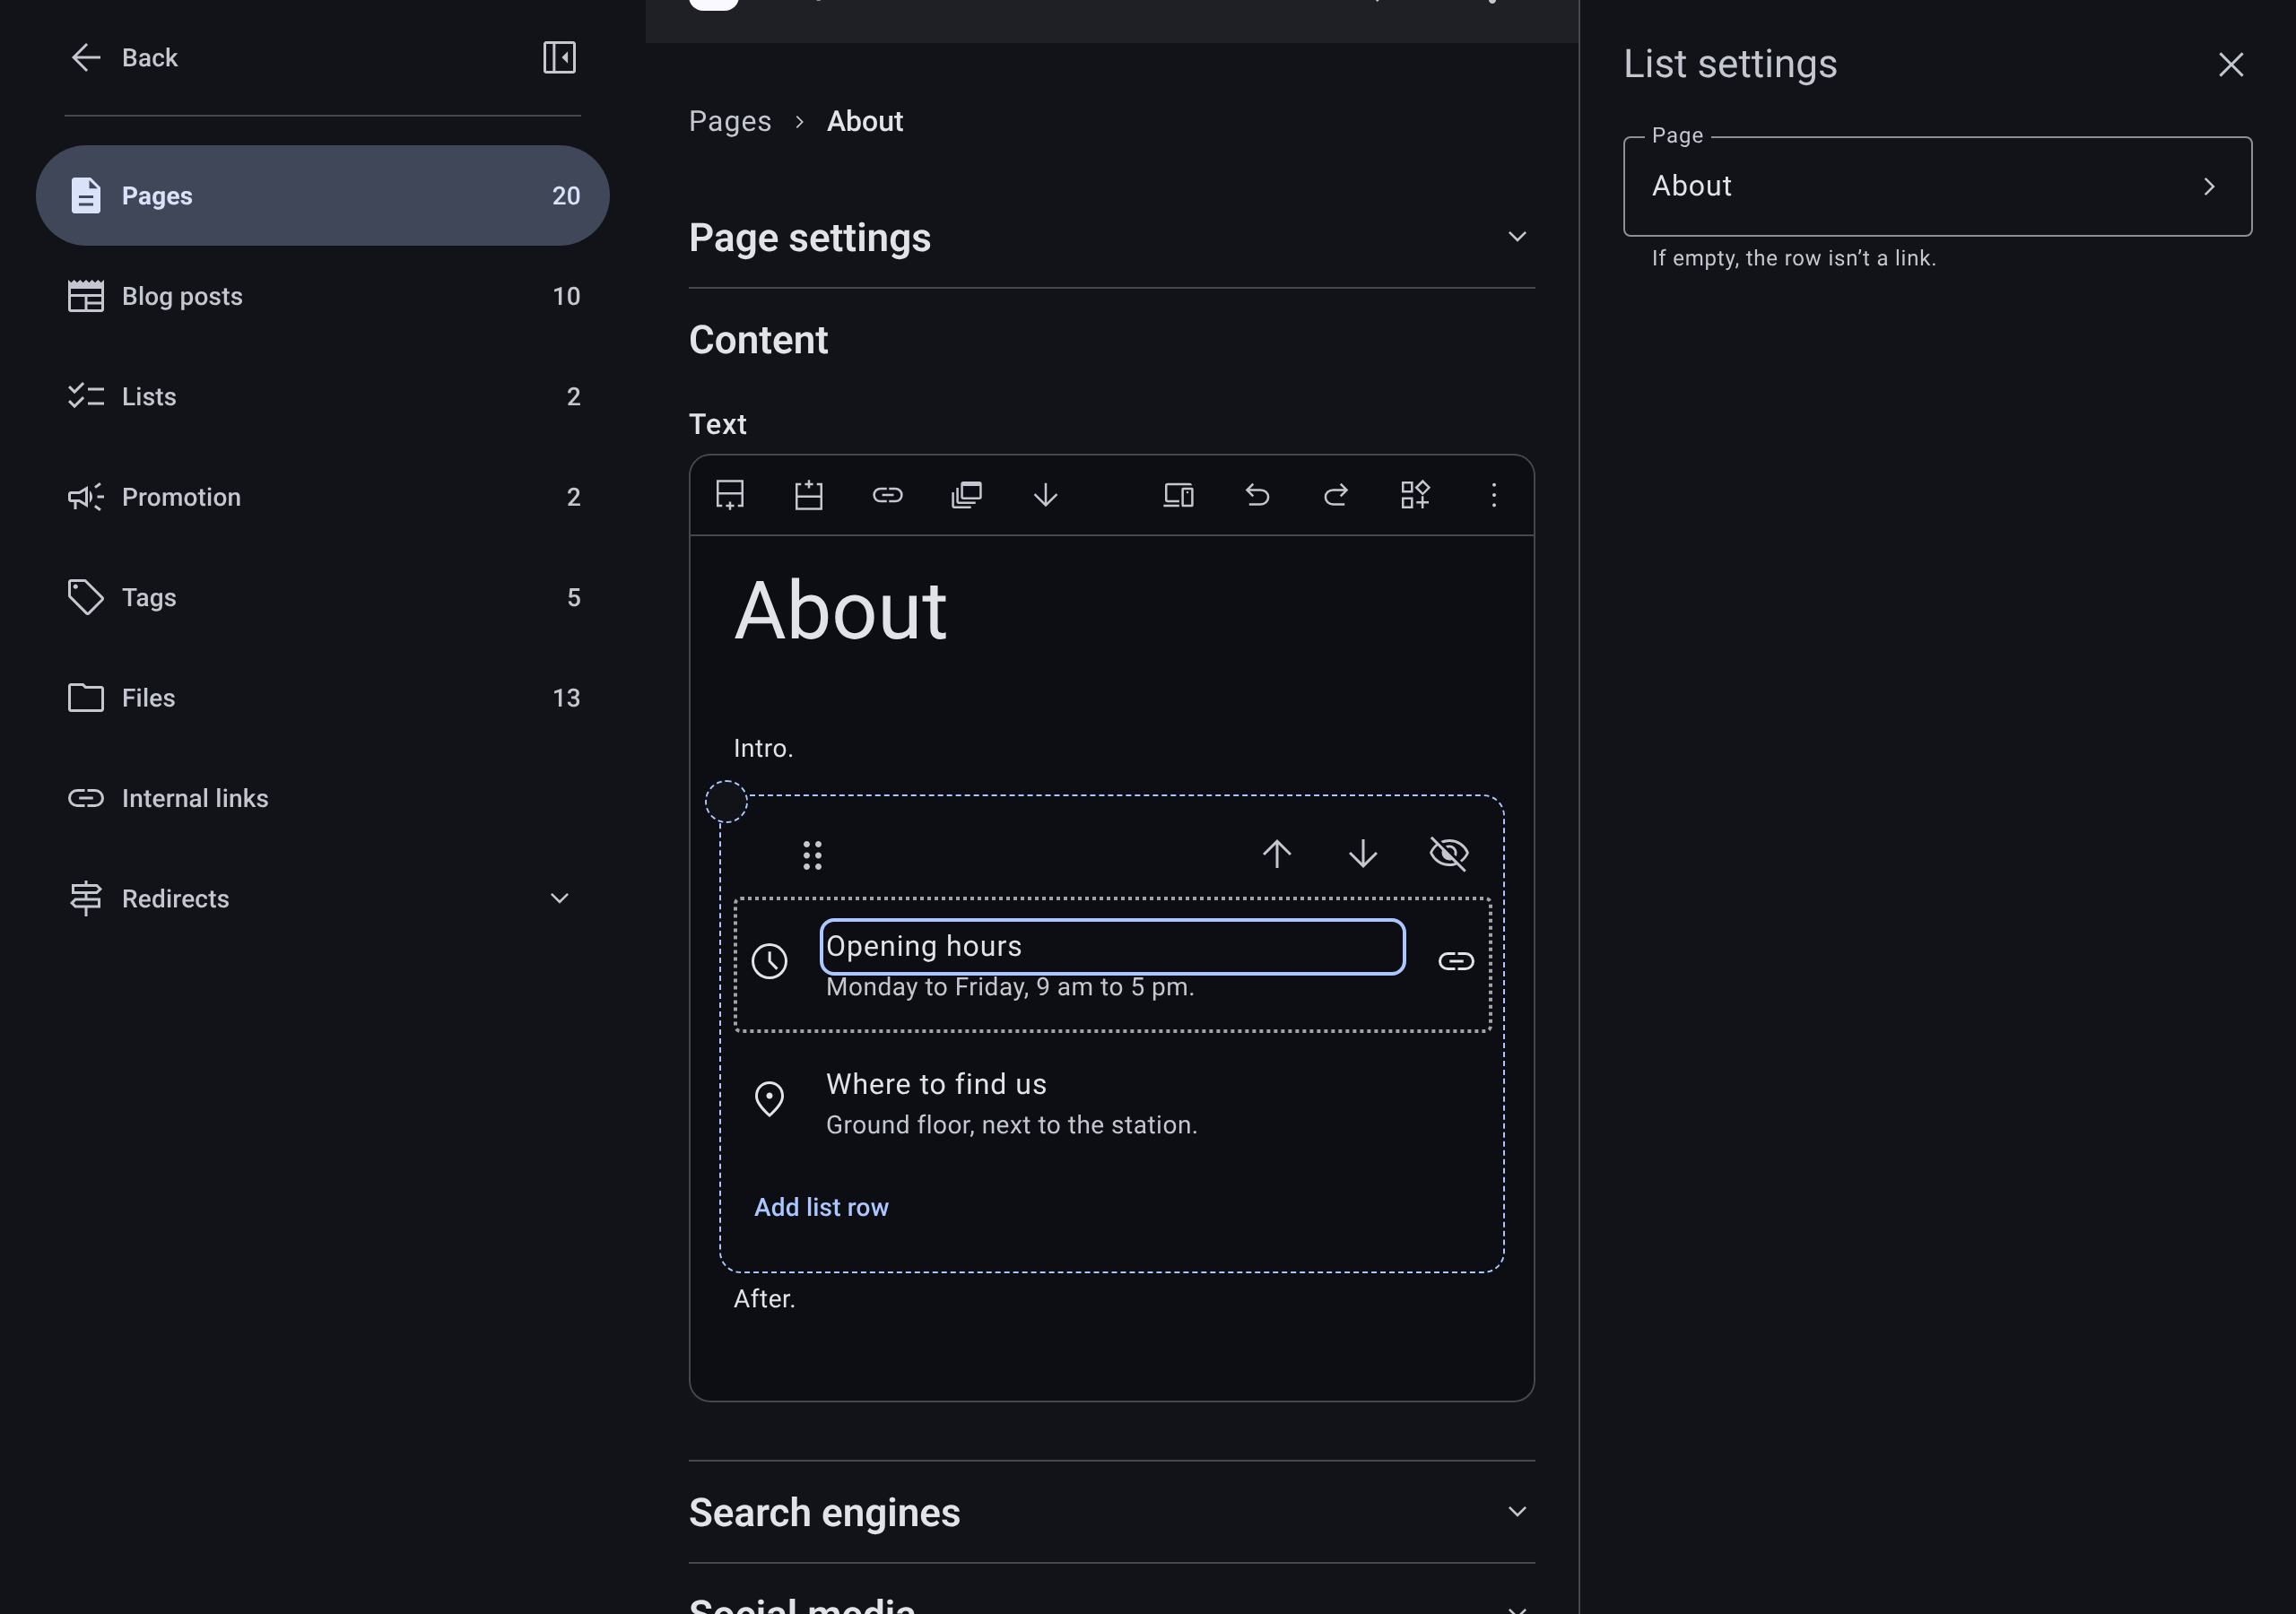 Back
Pages 20
Blog posts 10
Lists 2
Promotion 2
Tags 5
Files 13
Internal links
Redirects
Pages > About
Page settings
Content
Text
About
Intro.
Opening hours
Monday to Friday, 9 am to 5 pm.
Where to find us
Ground floor, next to the station.
Add list row
After.
Search engines
Social media
List settings
Page
About
If empty, the row isn’t a link.